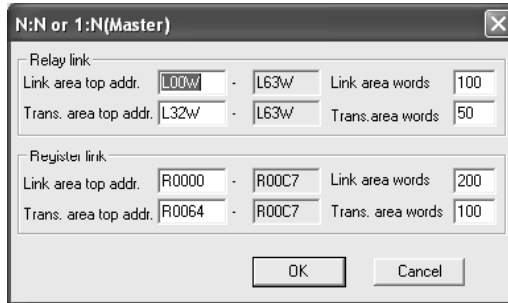 N:N or 1:N(Master)
Relay link
Link area top addr. L00W - L63W Link area words 100
Trans. area top addr. L32W - L63W Trans.area words 50
Register link
Link area top addr. R0000 - R00C7 Link area words 200
Trans. area top addr. R0064 - R00C7 Trans. area words 100
OK Cancel